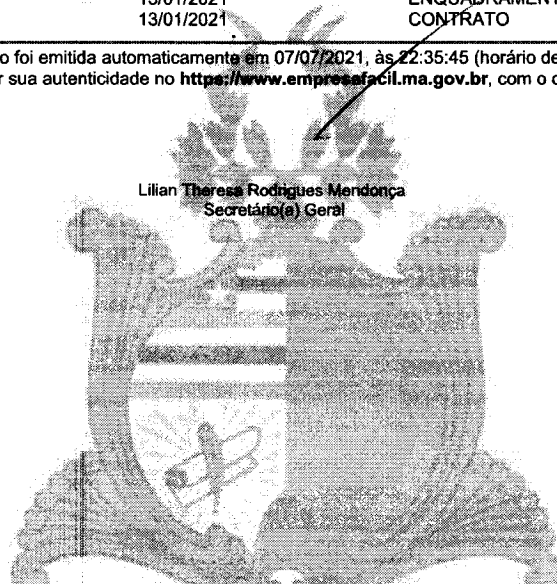 13/01/2021 ENQUADRAMENT
13/01/2021 CONTRATO
o foi emitida automaticamente em 07/07/2021, às 22:35:45 (horário de
r sua autenticidade no https://www.empresafacil.ma.gov.br, com o c
Lilian Theresa Rodrigues Mendonça
Secretário(a) Geral